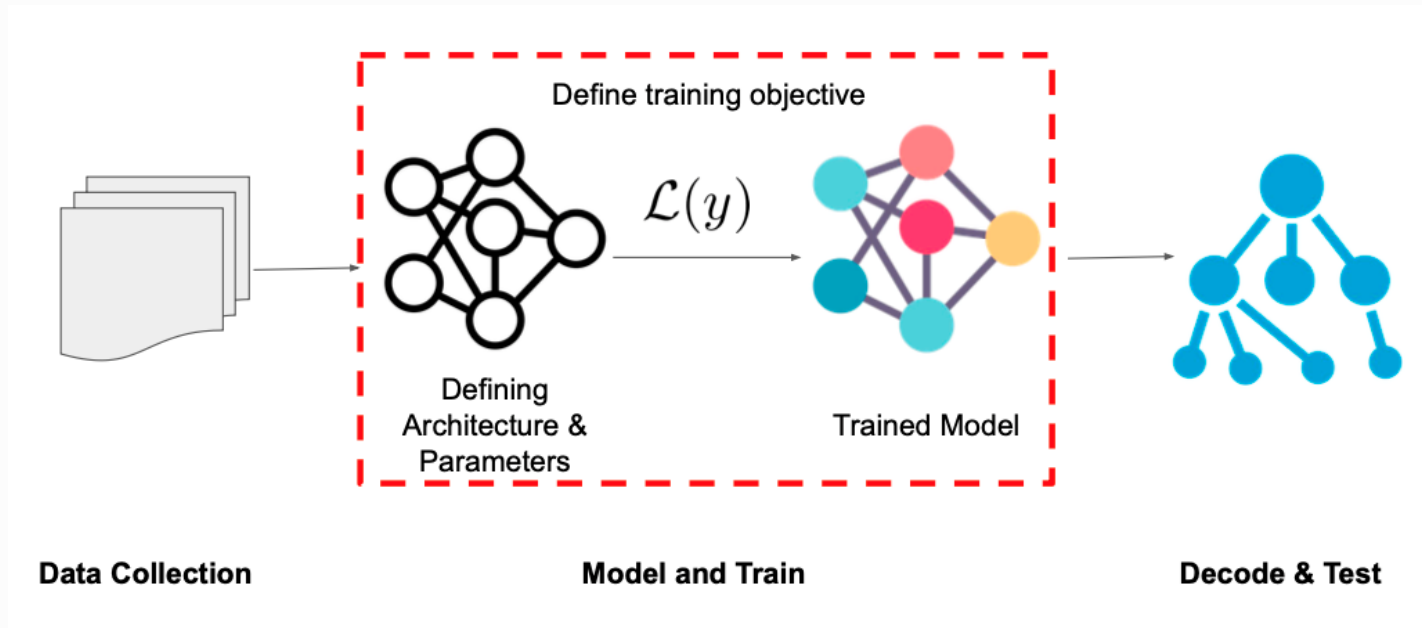 Define training objective
ℒ(y)
Defining
Architecture &
Parameters
Trained Model
Data Collection
Model and Train
Decode & Test